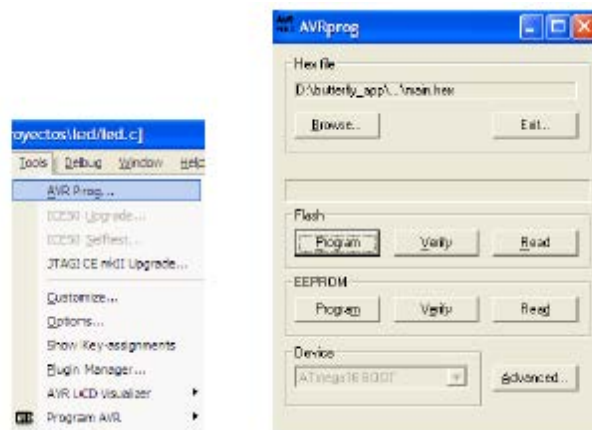 royectos\led/led.c]
Tools Debug Window Help
AVR Prog...
ICE50 Upgrade...
ICE50 Selftest...
JTAGICE mkII Upgrade...
Customize...
Options...
Show Key-assignments
Plugin Manager...
AVR LCD visualizer
Program AVR
AVRprog
Hex file
D:\butterfly_app\...\main.hex
Browse...
Exit...
Flash
Program
Verify
Read
EEPROM
Program
Verify
Read
Device
ATmega16 BOOT
Advanced...